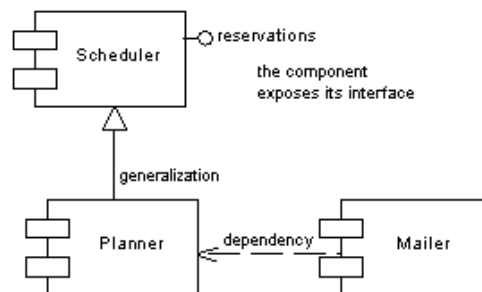 reservations
Scheduler
the component
exposes its interface
generalization
Planner
dependency
Mailer